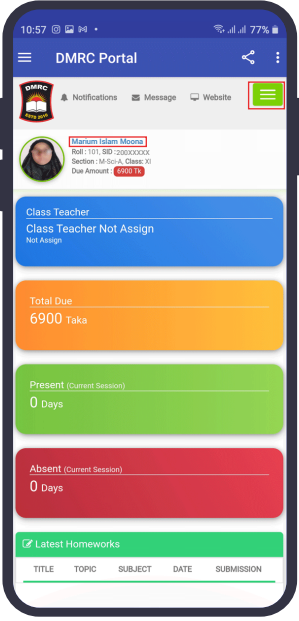 10:57
77%
DMRC Portal
DMRC
ESTD 2010
Notifications
Message
Website
Marium Islam Moona
Roll : 101, SID :200XXXXX
Section : M-Sci-A, Class: XI
Due Amount : 6900 Tk
Class Teacher
Class Teacher Not Assign
Not Assign
Total Due
6900 Taka
Present (Current Session)
0 Days
Absent (Current Session)
0 Days
Latest Homeworks
TITLE TOPIC SUBJECT DATE SUBMISSION